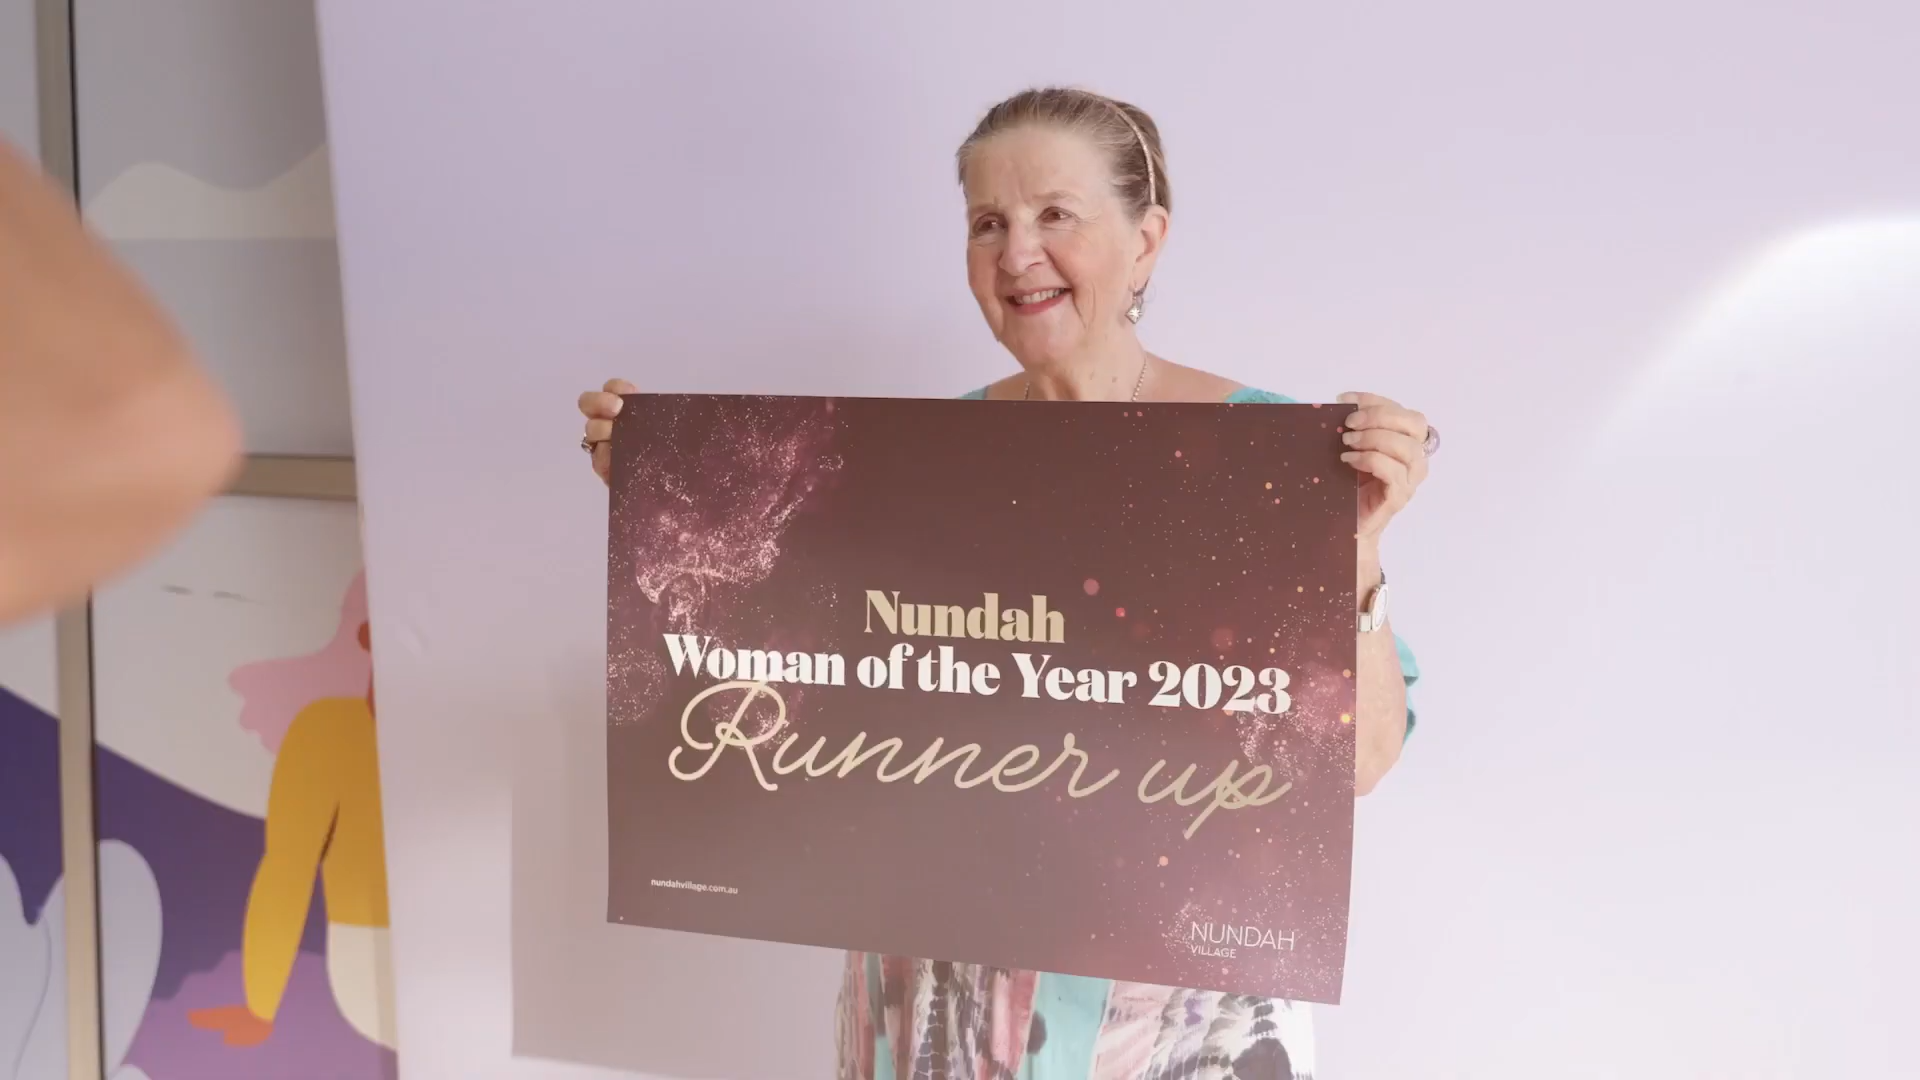 Nundah
Woman of the Year 2023
Runner up
nundahvillage.com.au
NUNDAH
VILLAGE